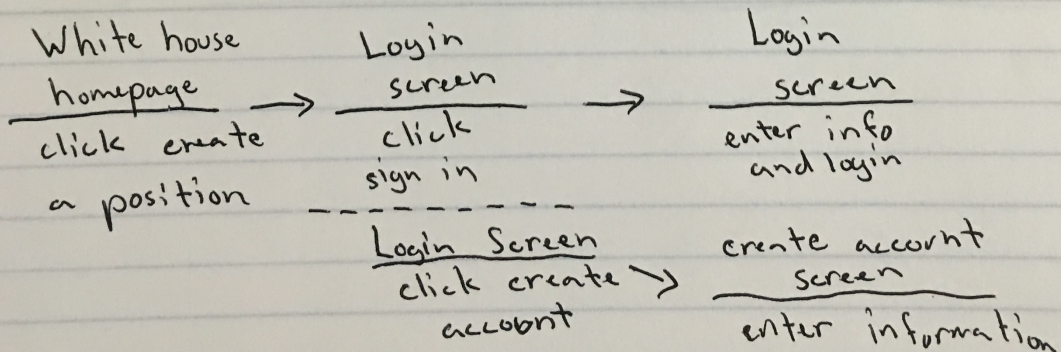 White house
homepage
click create
a position
Login
screen
click
sign in
Login Screen
click create
account
Login
screen
enter info
and login
create account
screen
enter information